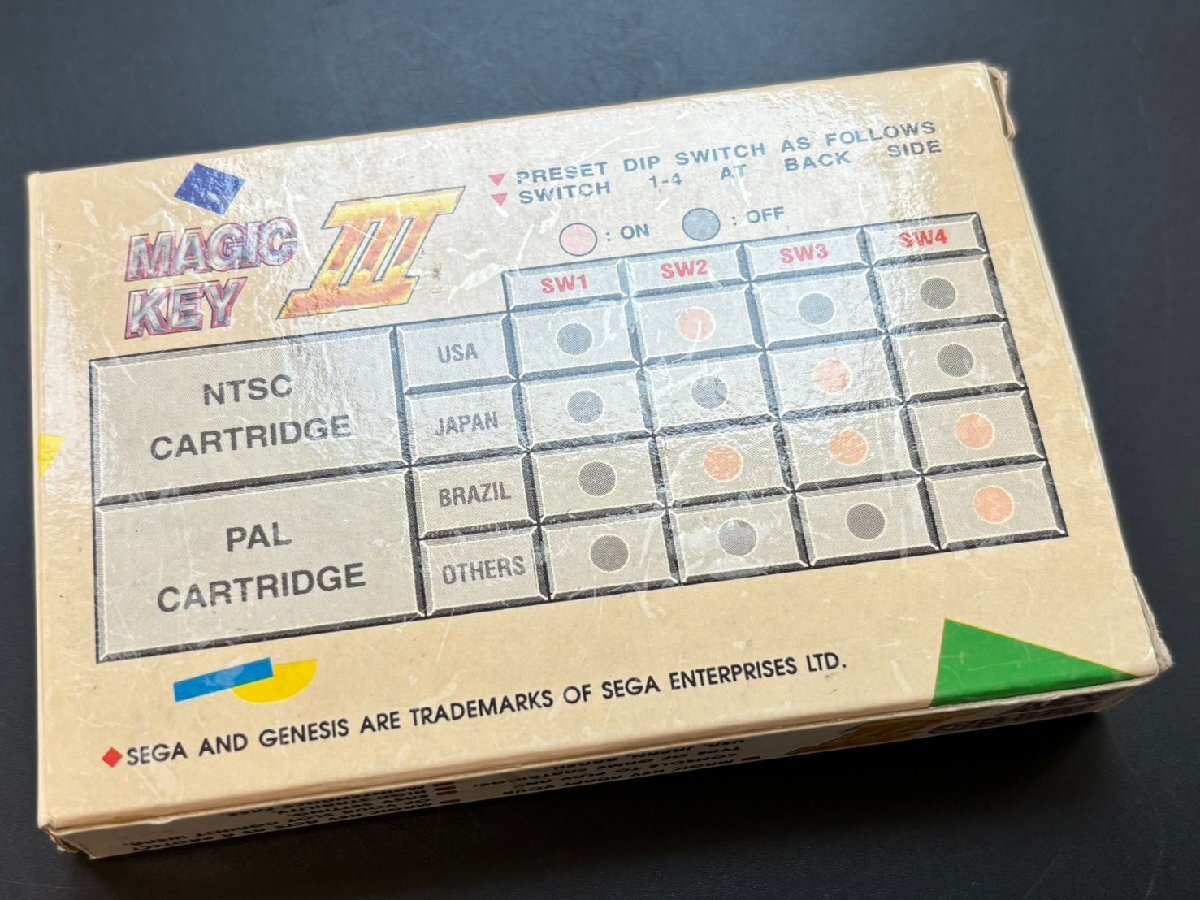 MAGIC
KEY
III
PRESET DIP SWITCH AS FOLLOWS
SWITCH 1-4 AT BACK SIDE
: ON : OFF
SW1 SW2 SW3 SW4
NTSC
CARTRIDGE
USA
JAPAN
PAL
CARTRIDGE
BRAZIL
OTHERS
SEGA AND GENESIS ARE TRADEMARKS OF SEGA ENTERPRISES LTD.